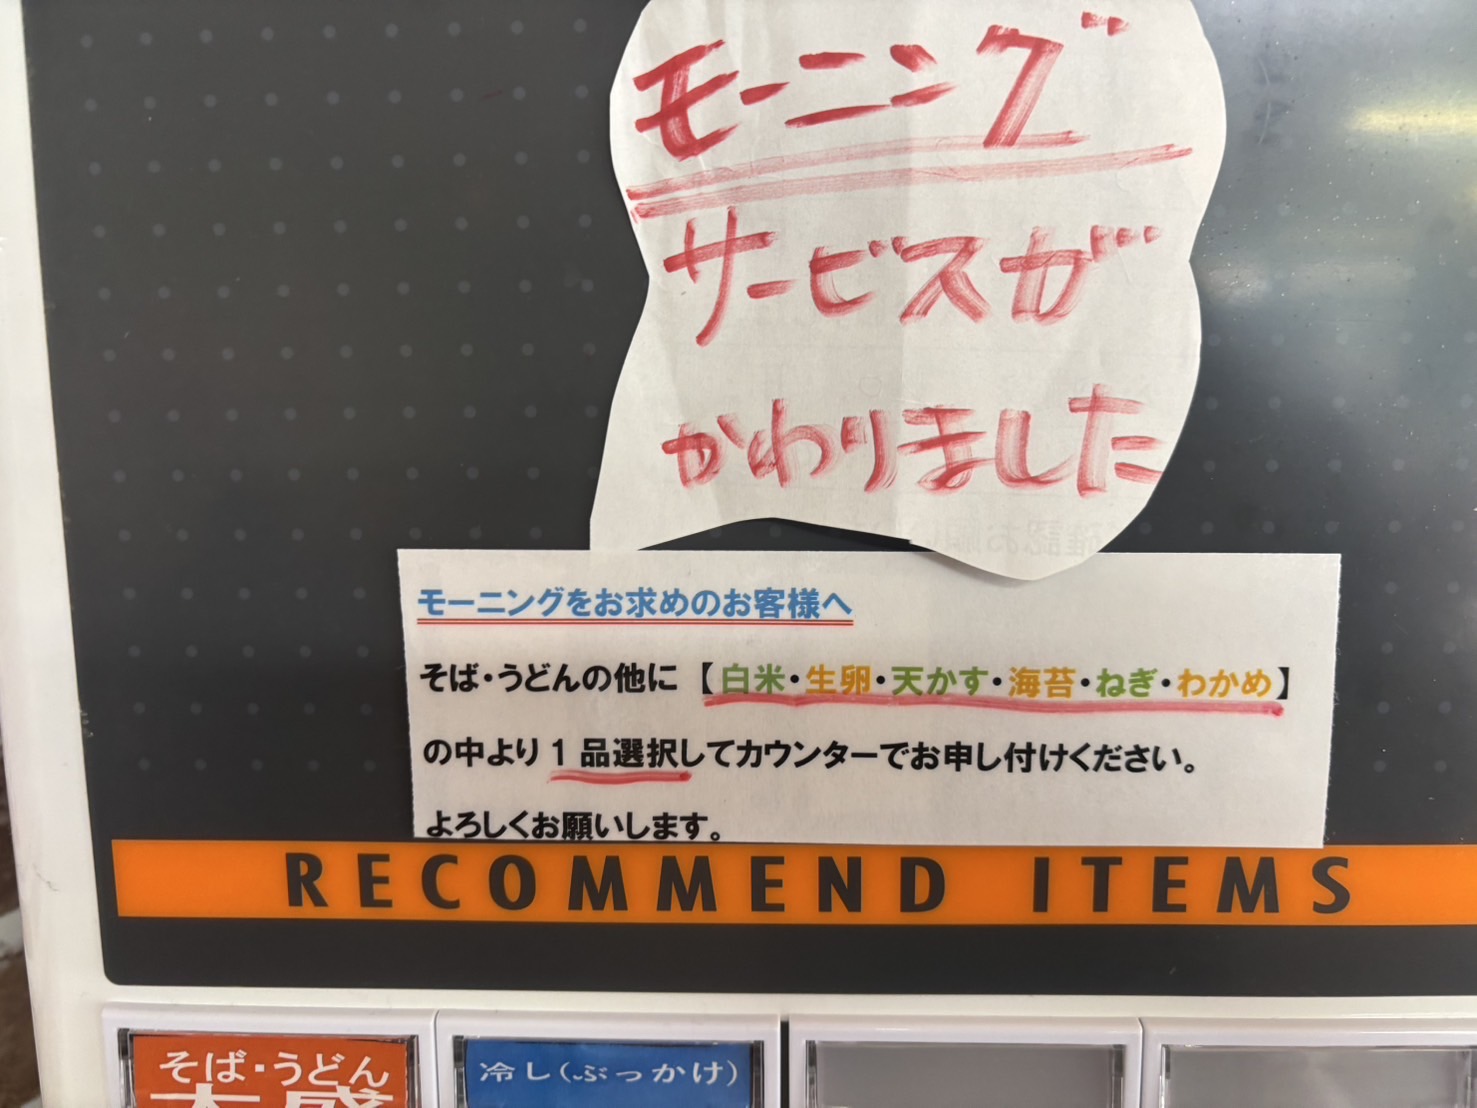 モーニング
サービスが
かわりました
モーニングをお求めのお客様へ
そば・うどんの他に【白米・生卵・天かす・海苔・ねぎ・わかめ】
の中より1品選択してカウンターでお申し付けください。
よろしくお願いします。
RECOMMEND ITEMS
そば・うどん
大盛
冷し(ぶっかけ)